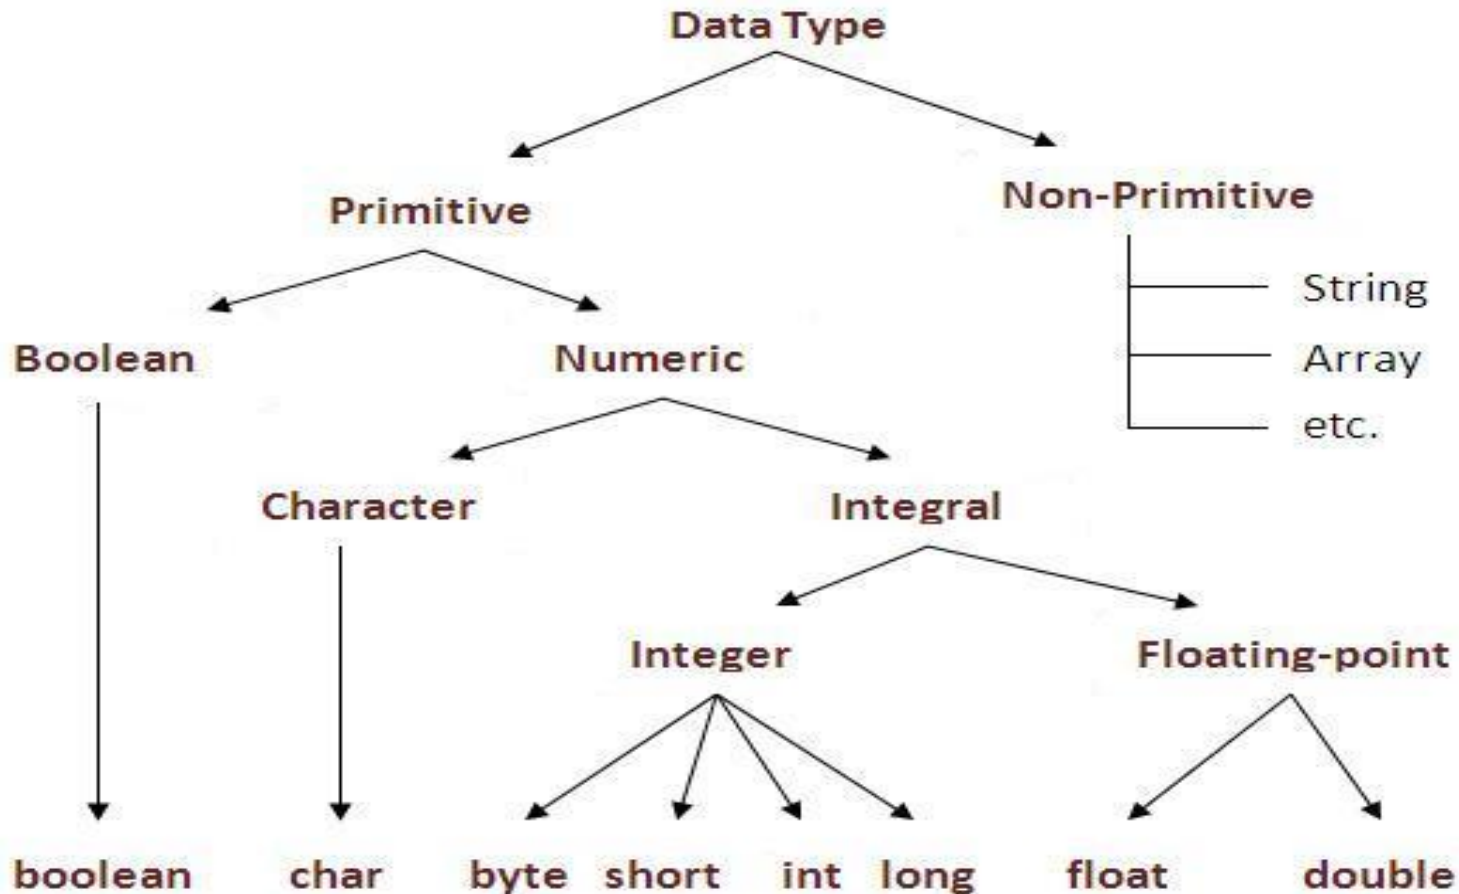 Data Type
Primitive
Non-Primitive
String
Array
etc.
Boolean
Numeric
Character
Integral
Integer
Floating-point
boolean
char
byte
short
int
long
float
double